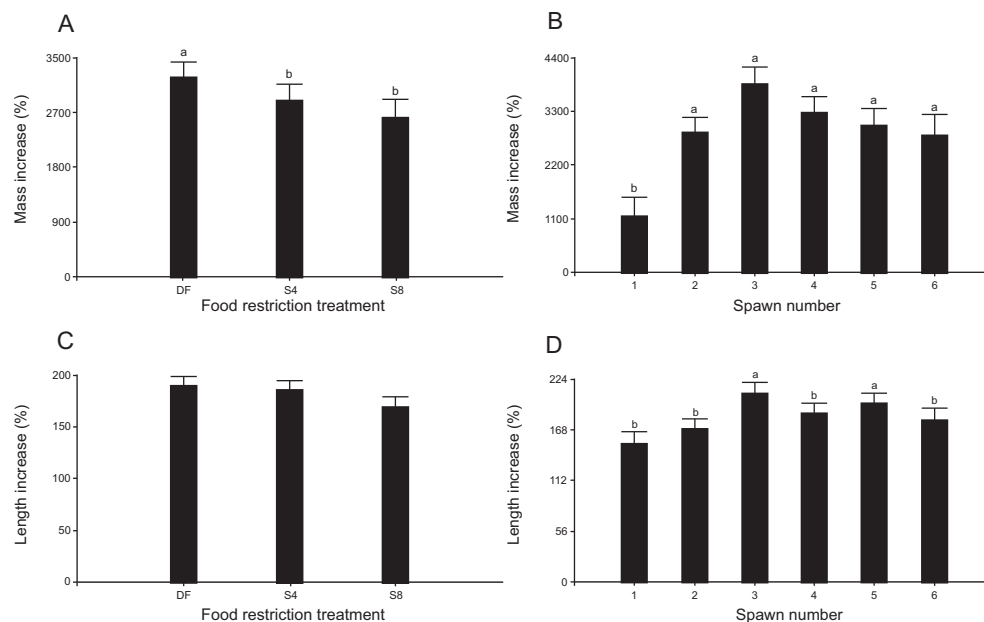 A
3500
2700
1800
900
0
Mass increase (%)
a
b
b
DF
S4
S8
Food restriction treatment
B
4400
3300
2200
1100
0
Mass increase (%)
b
a
a
a
a
a
1
2
3
4
5
6
Spawn number
C
200
150
100
50
0
Length increase (%)
DF
S4
S8
Food restriction treatment
D
224
168
112
56
0
Length increase (%)
b
b
a
b
a
b
1
2
3
4
5
6
Spawn number